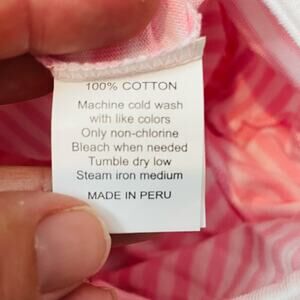 100% COTTON
Machine cold wash
with like colors
Only non-chlorine
Bleach when needed
Tumble dry low
Steam iron medium
MADE IN PERU